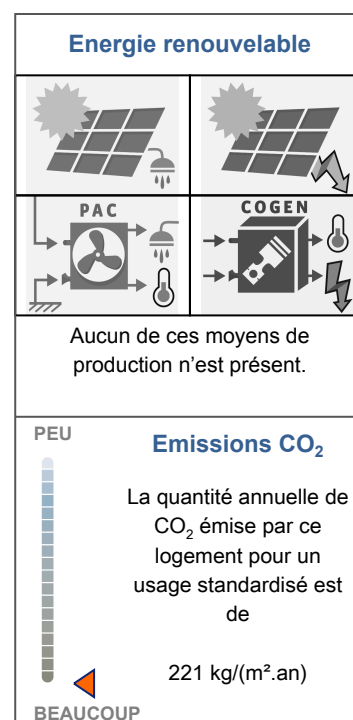 Energie renouvelable
PAC
COGEN
Aucun de ces moyens de
production n'est présent.
PEU
Emissions CO₂
La quantité annuelle de
CO₂ émise par ce
logement pour un
usage standardisé est
de
221 kg/(m².an)
BEAUCOUP